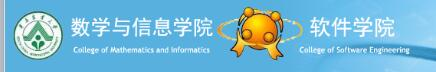 数学与信息学院
College of Mathematics and Informatics
软件学院
College of Software Engineering